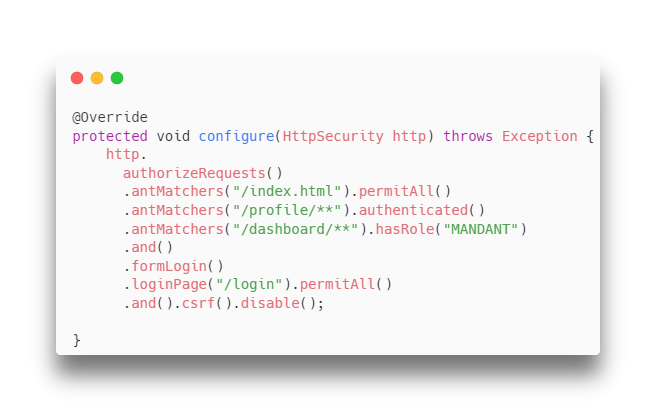 @Override
protected void configure(HttpSecurity http) throws Exception {
    http.
      authorizeRequests()
      .antMatchers("/index.html").permitAll()
      .antMatchers("/profile/**").authenticated()
      .antMatchers("/dashboard/**").hasRole("MANDANT")
      .and()
      .formLogin()
      .loginPage("/login").permitAll()
      .and().csrf().disable();
}